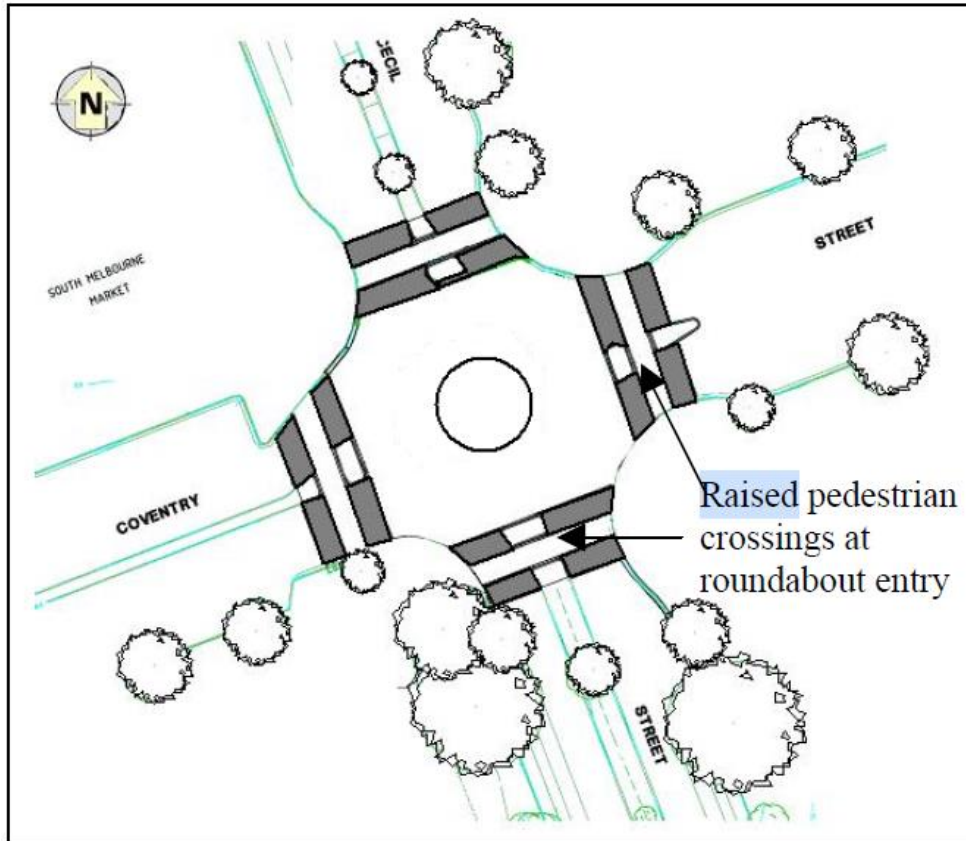 CECIL
N
STREET
SOUTH MELBOURNE
MARKET
COVENTRY
Raised pedestrian
crossings at
roundabout entry
STREET